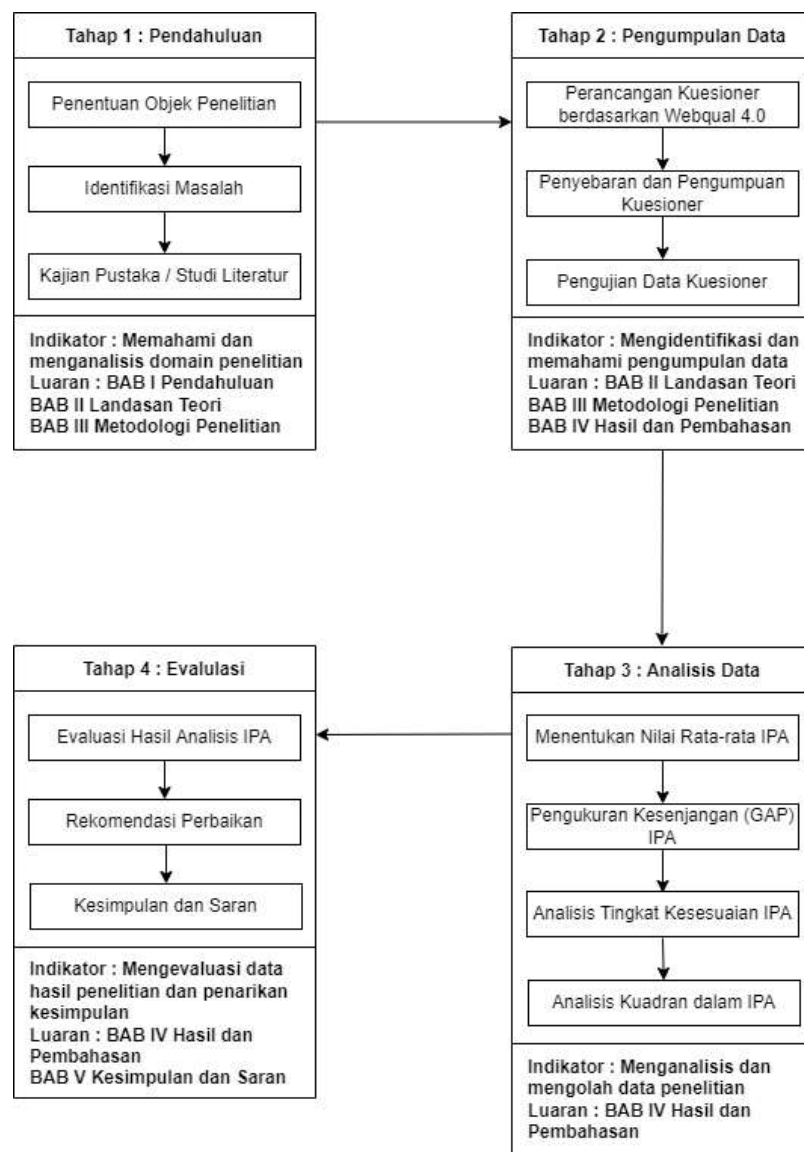 Tahap 1 : Pendahuluan
Penentuan Objek Penelitian
Identifikasi Masalah
Kajian Pustaka / Studi Literatur
Indikator : Memahami dan
menganalisis domain penelitian
Luaran : BAB I Pendahuluan
BAB II Landasan Teori
BAB III Metodologi Penelitian
Tahap 2 : Pengumpulan Data
Perancangan Kuesioner
berdasarkan Webqual 4.0
Penyebaran dan Pengumpuan
Kuesioner
Pengujian Data Kuesioner
Indikator : Mengidentifikasi dan
memahami pengumpulan data
Luaran : BAB II Landasan Teori
BAB III Metodologi Penelitian
BAB IV Hasil dan Pembahasan
Tahap 3 : Analisis Data
Menentukan Nilai Rata-rata IPA
Pengukuran Kesenjangan (GAP)
IPA
Analisis Tingkat Kesesuaian IPA
Analisis Kuadran dalam IPA
Indikator : Menganalisis dan
mengolah data penelitian
Luaran : BAB IV Hasil dan
Pembahasan
Tahap 4 : Evalulasi
Evaluasi Hasil Analisis IPA
Rekomendasi Perbaikan
Kesimpulan dan Saran
Indikator : Mengevaluasi data
hasil penelitian dan penarikan
kesimpulan
Luaran : BAB IV Hasil dan
Pembahasan
BAB V Kesimpulan dan Saran